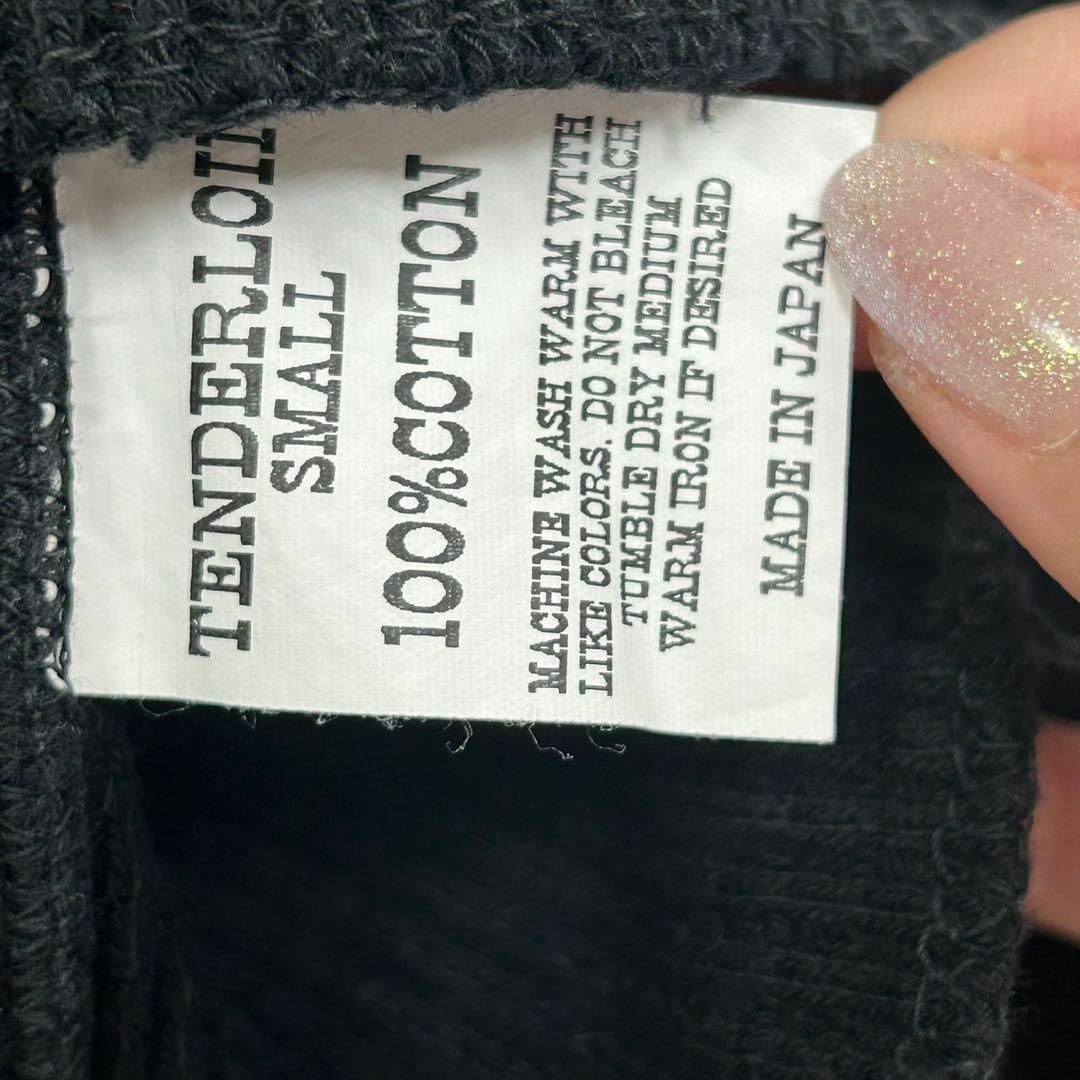 TENDERLOIN
SMALL
100%COTTON
MACHINE WASH WARM WITH
LIKE COLORS. DO NOT BLEACH
TUMBLE DRY MEDIUM
WARM IRON IF DESIRED
MADE IN JAPAN